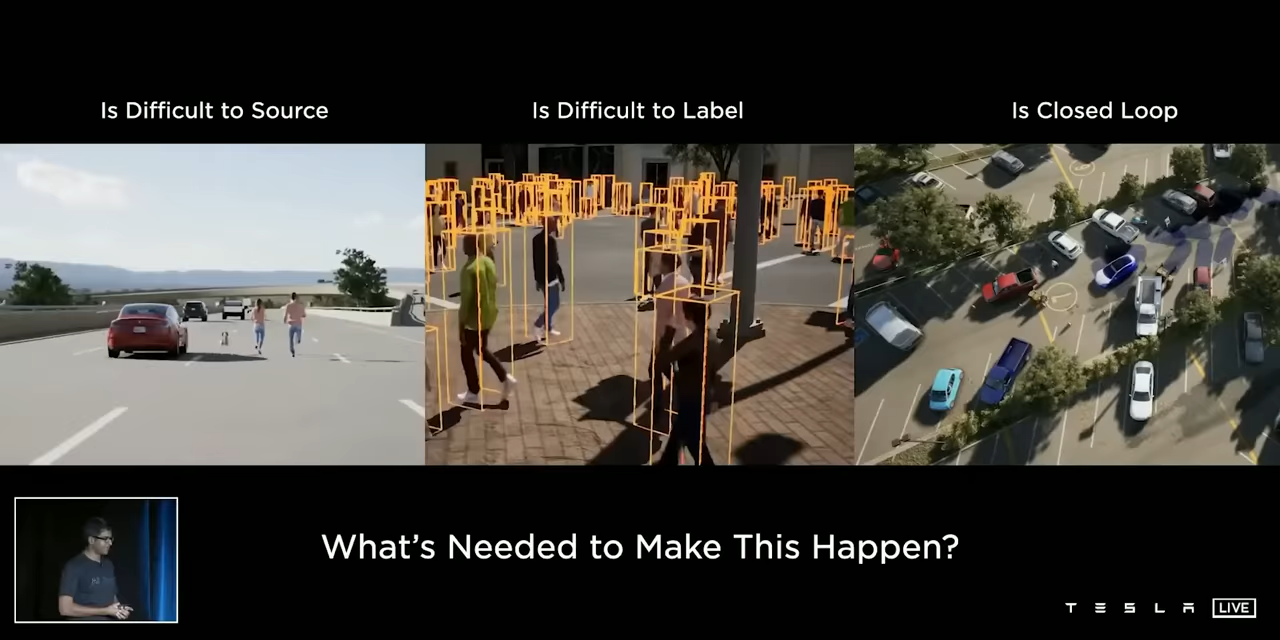 Is Difficult to Source
Is Difficult to Label
Is Closed Loop
What's Needed to Make This Happen?
TESLA LIVE